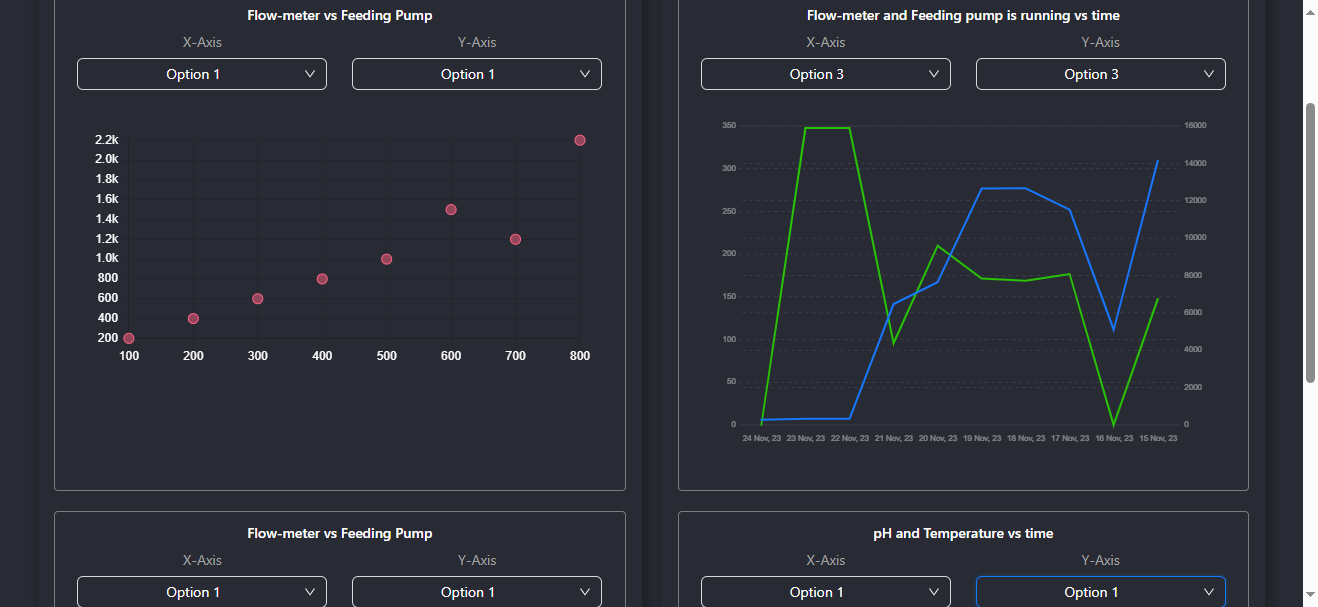 Flow-meter vs Feeding Pump
X-Axis Y-Axis
Option 1 Option 1
2.2k
2.0k
1.8k
1.6k
1.4k
1.2k
1.0k
800
600
400
200
100 200 300 400 500 600 700 800
Flow-meter and Feeding pump is running vs time
X-Axis Y-Axis
Option 3 Option 3
350
300
250
200
150
100
50
0
16000
14000
12000
10000
8000
6000
4000
2000
0
24 Nov, 23 23 Nov, 23 22 Nov, 23 21 Nov, 23 20 Nov, 23 19 Nov, 23 18 Nov, 23 17 Nov, 23 16 Nov, 23 15 Nov, 23
Flow-meter vs Feeding Pump
X-Axis Y-Axis
Option 1 Option 1
pH and Temperature vs time
X-Axis Y-Axis
Option 1 Option 1